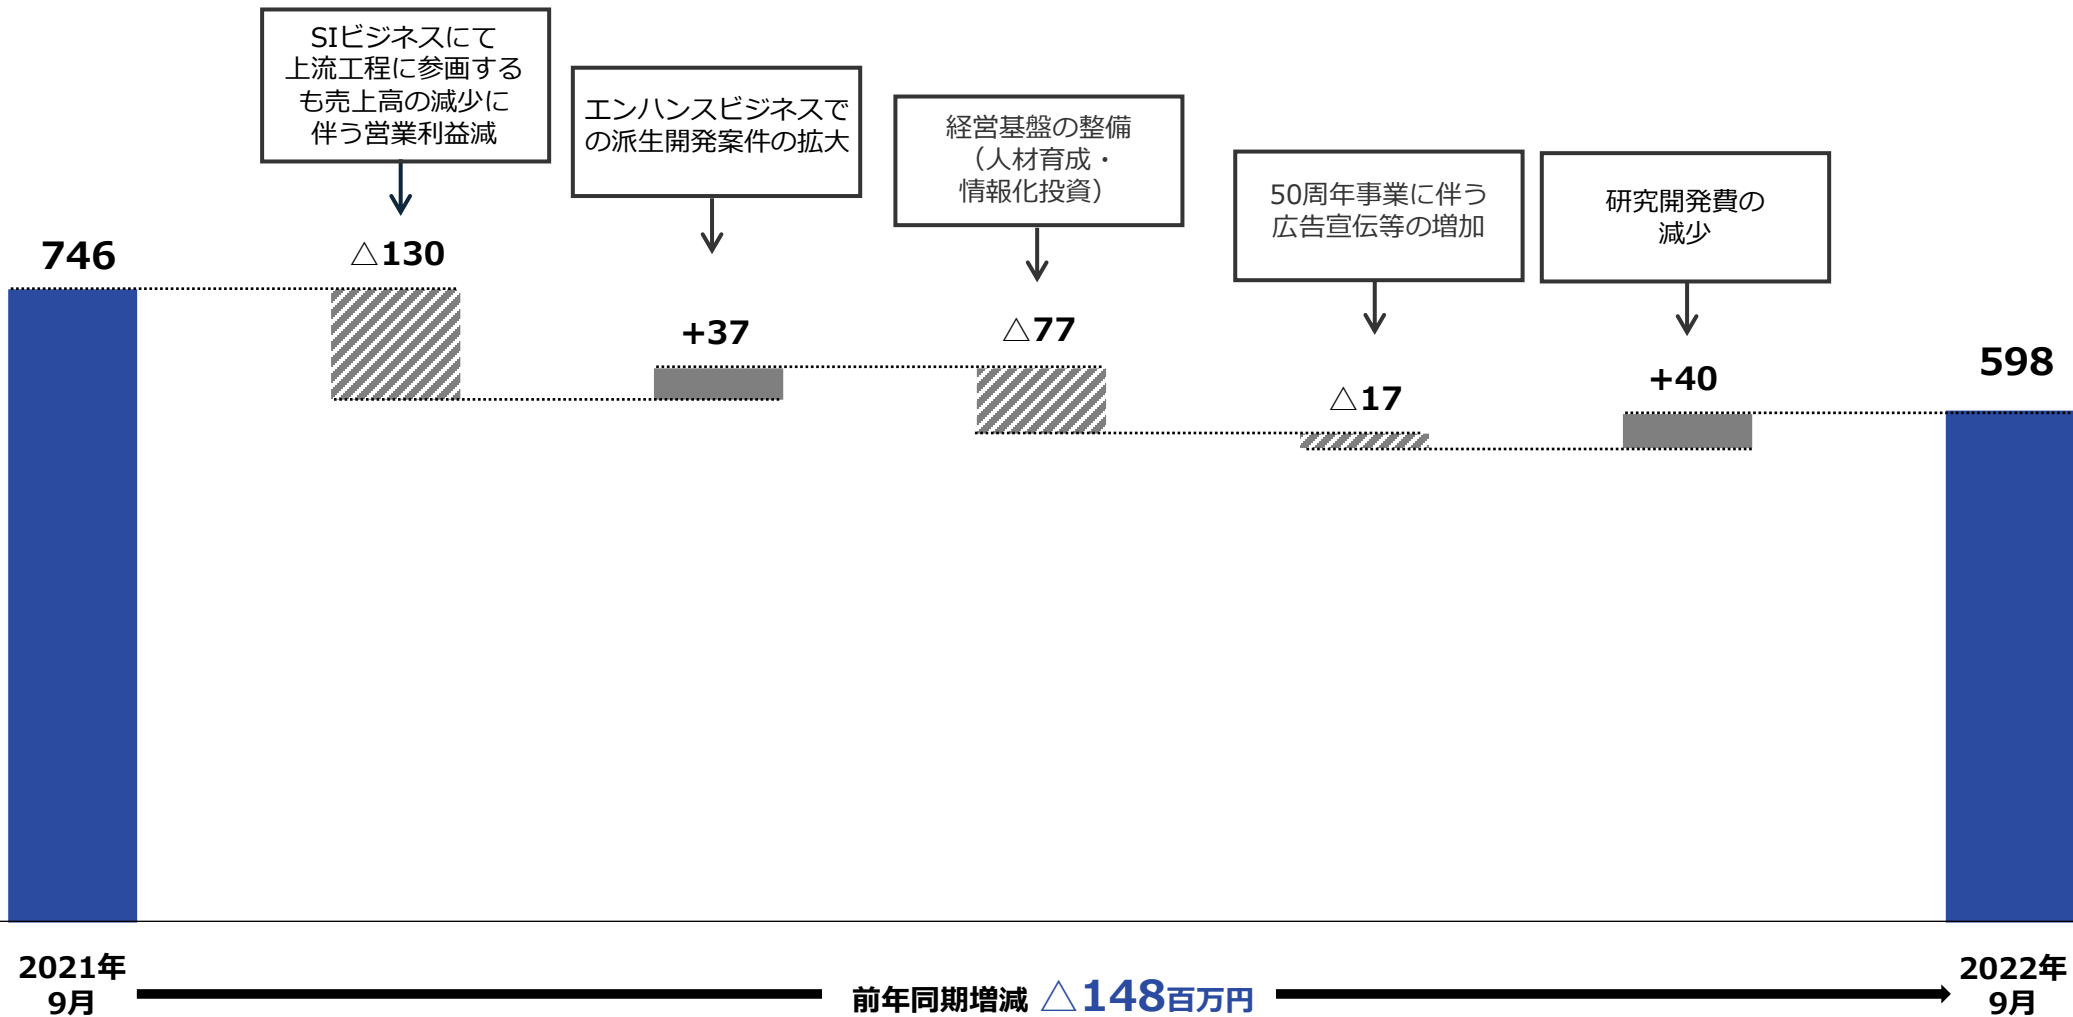 SIビジネスにて
上流工程に参画する
も売上高の減少に
伴う営業利益減
エンハンスビジネスで
の派生開発案件の拡大
経営基盤の整備
（人材育成・
情報化投資）
50周年事業に伴う
広告宣伝等の増加
研究開発費の
減少
746
△130
+37
△77
△17
+40
598
2021年
9月
前年同期増減 △148百万円
2022年
9月